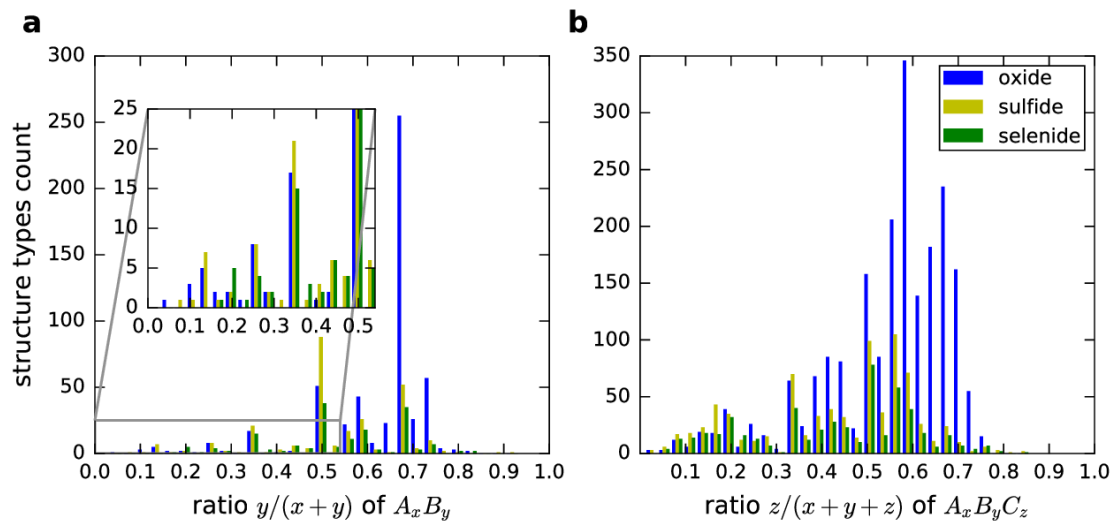 a
300
250
200
150
100
50
0
structure types count
25
20
15
10
5
0
0.0 0.1 0.2 0.3 0.4 0.5
0.0 0.1 0.2 0.3 0.4 0.5 0.6 0.7 0.8 0.9 1.0
ratio y/(x + y) of AₓBᵧ
b
350
300
250
200
150
100
50
0
oxide
sulfide
selenide
0.1 0.2 0.3 0.4 0.5 0.6 0.7 0.8 0.9 1.0
ratio z/(x + y + z) of AₓBᵧC_z